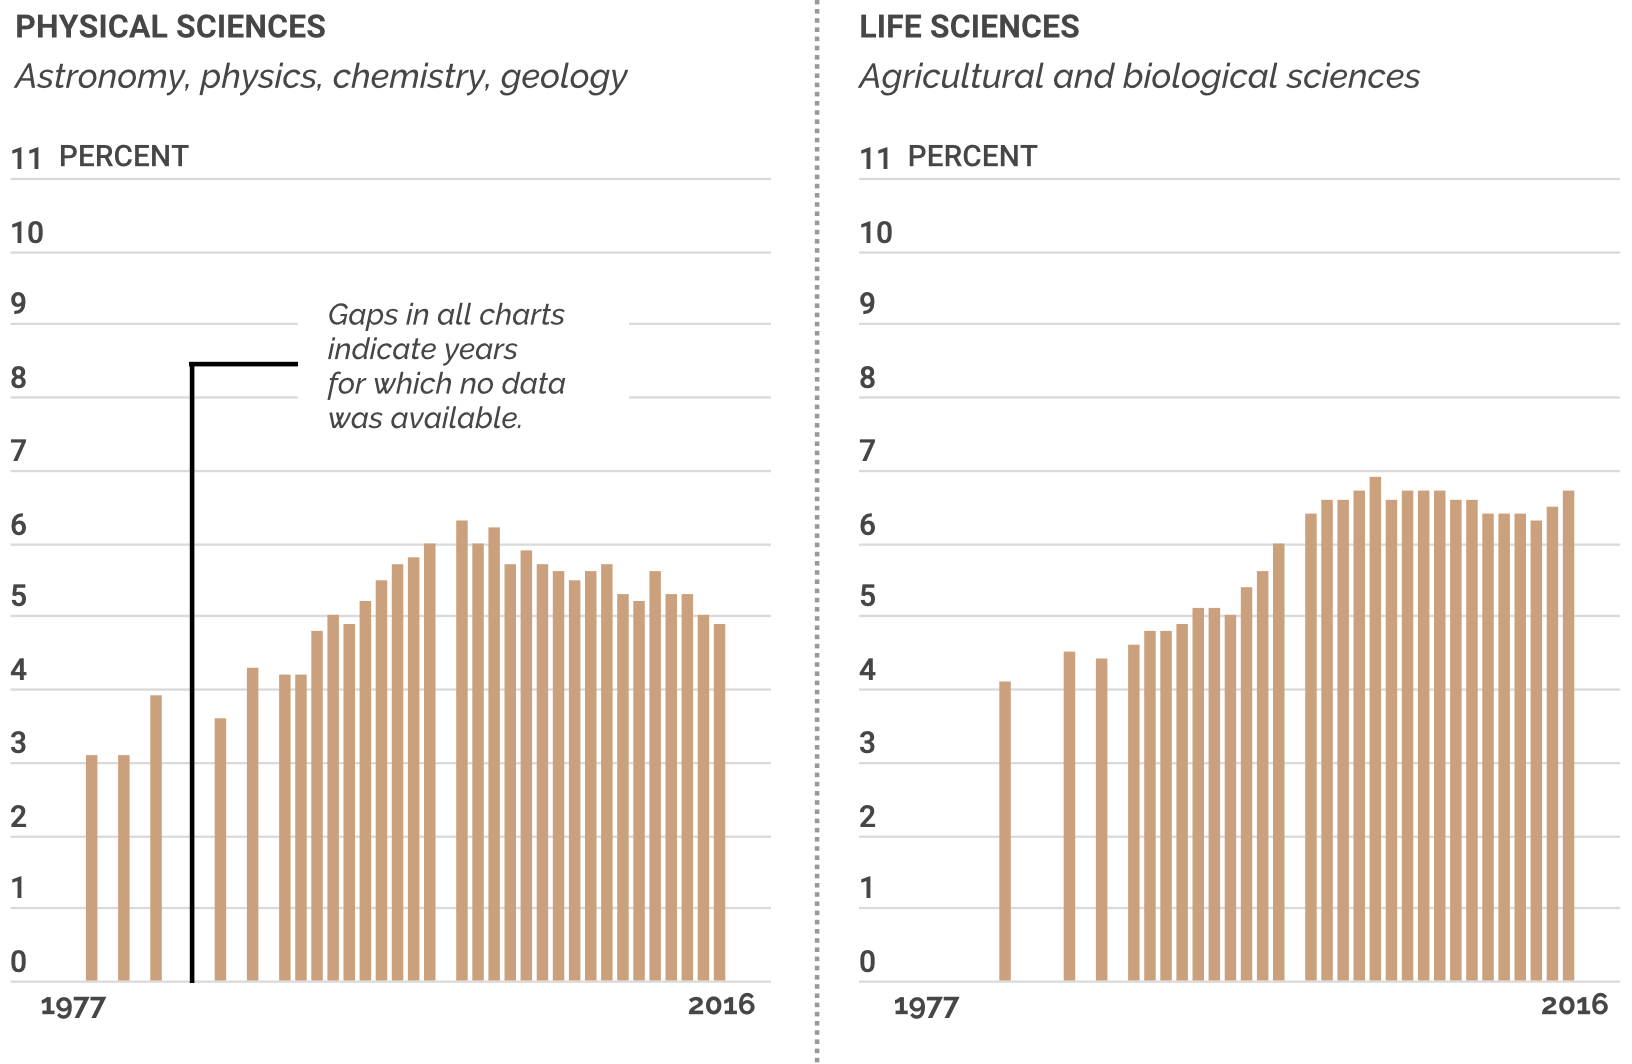 PHYSICAL SCIENCES
Astronomy, physics, chemistry, geology
11 PERCENT
10
9
8
7
6
5
4
3
2
1
0
Gaps in all charts
indicate years
for which no data
was available.
1977
2016
LIFE SCIENCES
Agricultural and biological sciences
11 PERCENT
10
9
8
7
6
5
4
3
2
1
0
1977
2016